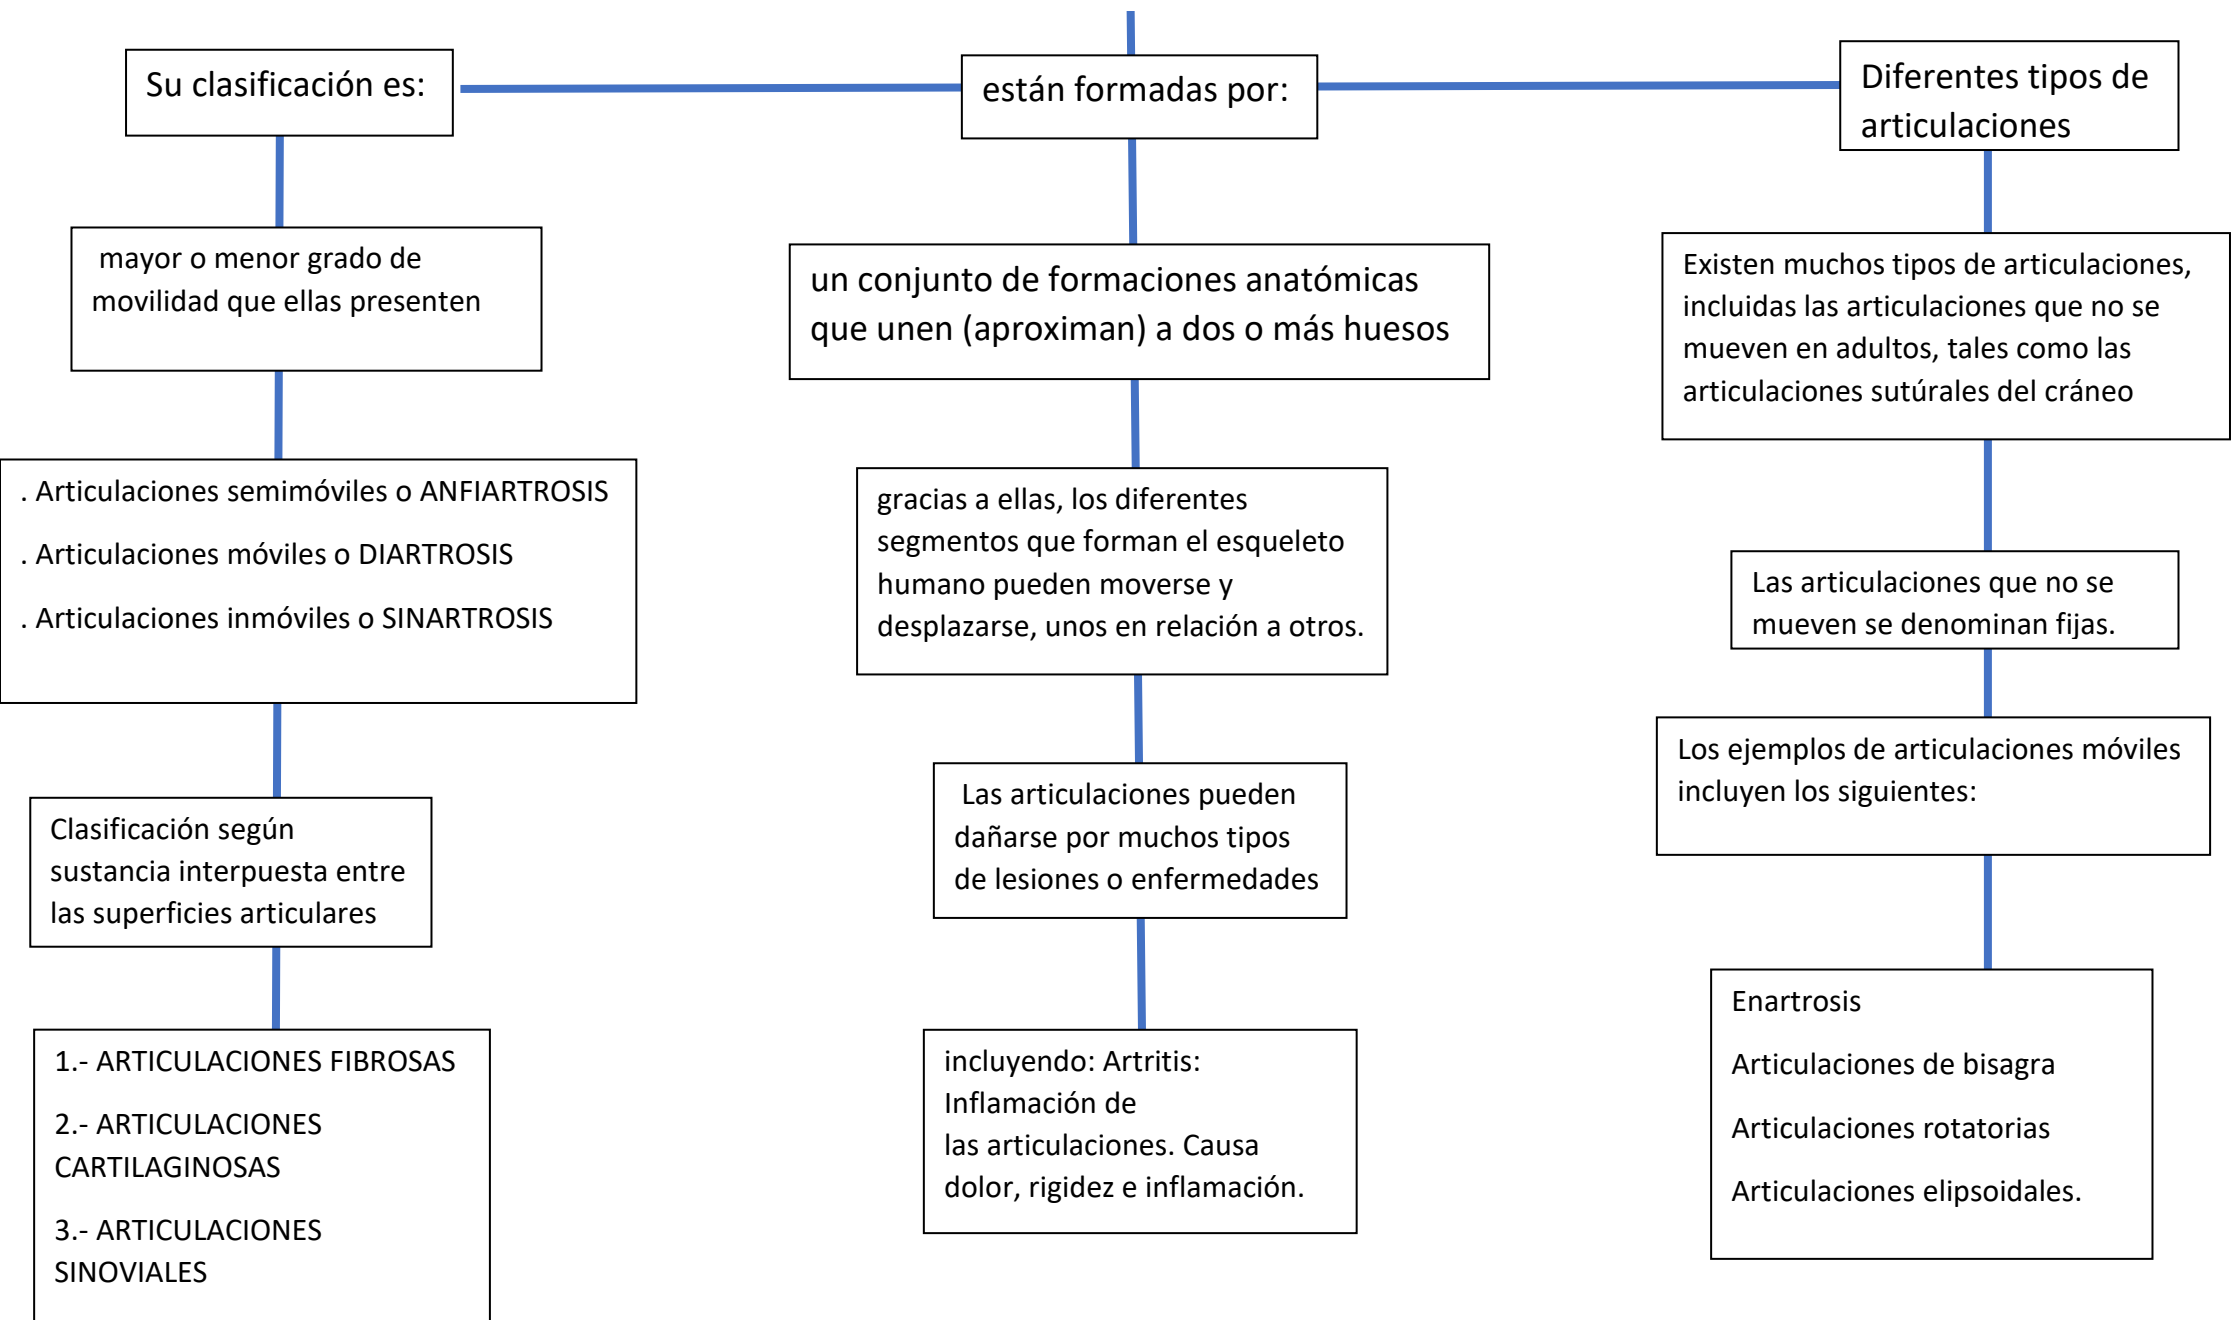 Su clasificación es:
mayor o menor grado de
movilidad que ellas presenten
. Articulaciones semimóviles o ANFIARTROSIS
. Articulaciones móviles o DIARTROSIS
. Articulaciones inmóviles o SINARTROSIS
Clasificación según
sustancia interpuesta entre
las superficies articulares
1.- ARTICULACIONES FIBROSAS
2.- ARTICULACIONES
CARTILAGINOSAS
3.- ARTICULACIONES
SINOVIALES
están formadas por:
un conjunto de formaciones anatómicas
que unen (aproximan) a dos o más huesos
gracias a ellas, los diferentes
segmentos que forman el esqueleto
humano pueden moverse y
desplazarse, unos en relación a otros.
Las articulaciones pueden
dañarse por muchos tipos
de lesiones o enfermedades
incluyendo: Artritis:
Inflamación de
las articulaciones. Causa
dolor, rigidez e inflamación.
Diferentes tipos de
articulaciones
Existen muchos tipos de articulaciones,
incluidas las articulaciones que no se
mueven en adultos, tales como las
articulaciones sutúrales del cráneo
Las articulaciones que no se
mueven se denominan fijas.
Los ejemplos de articulaciones móviles
incluyen los siguientes:
Enartrosis
Articulaciones de bisagra
Articulaciones rotatorias
Articulaciones elipsoidales.